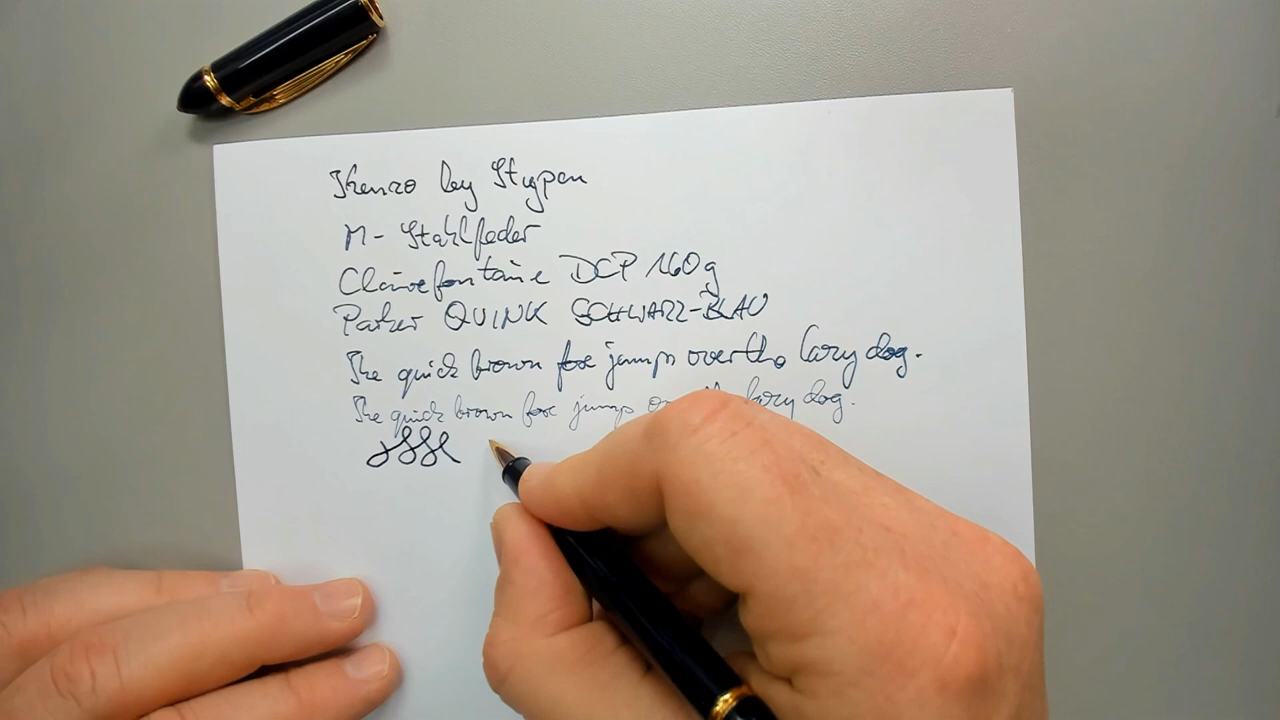 Kenzo by Stypen
M- Stahlfeder
Clairefontaine DCP 160g
Parker QUINK SCHWARZ-BLAU
The quick brown fox jumps over the lazy dog.
The quick brown fox jumps lazy dog.